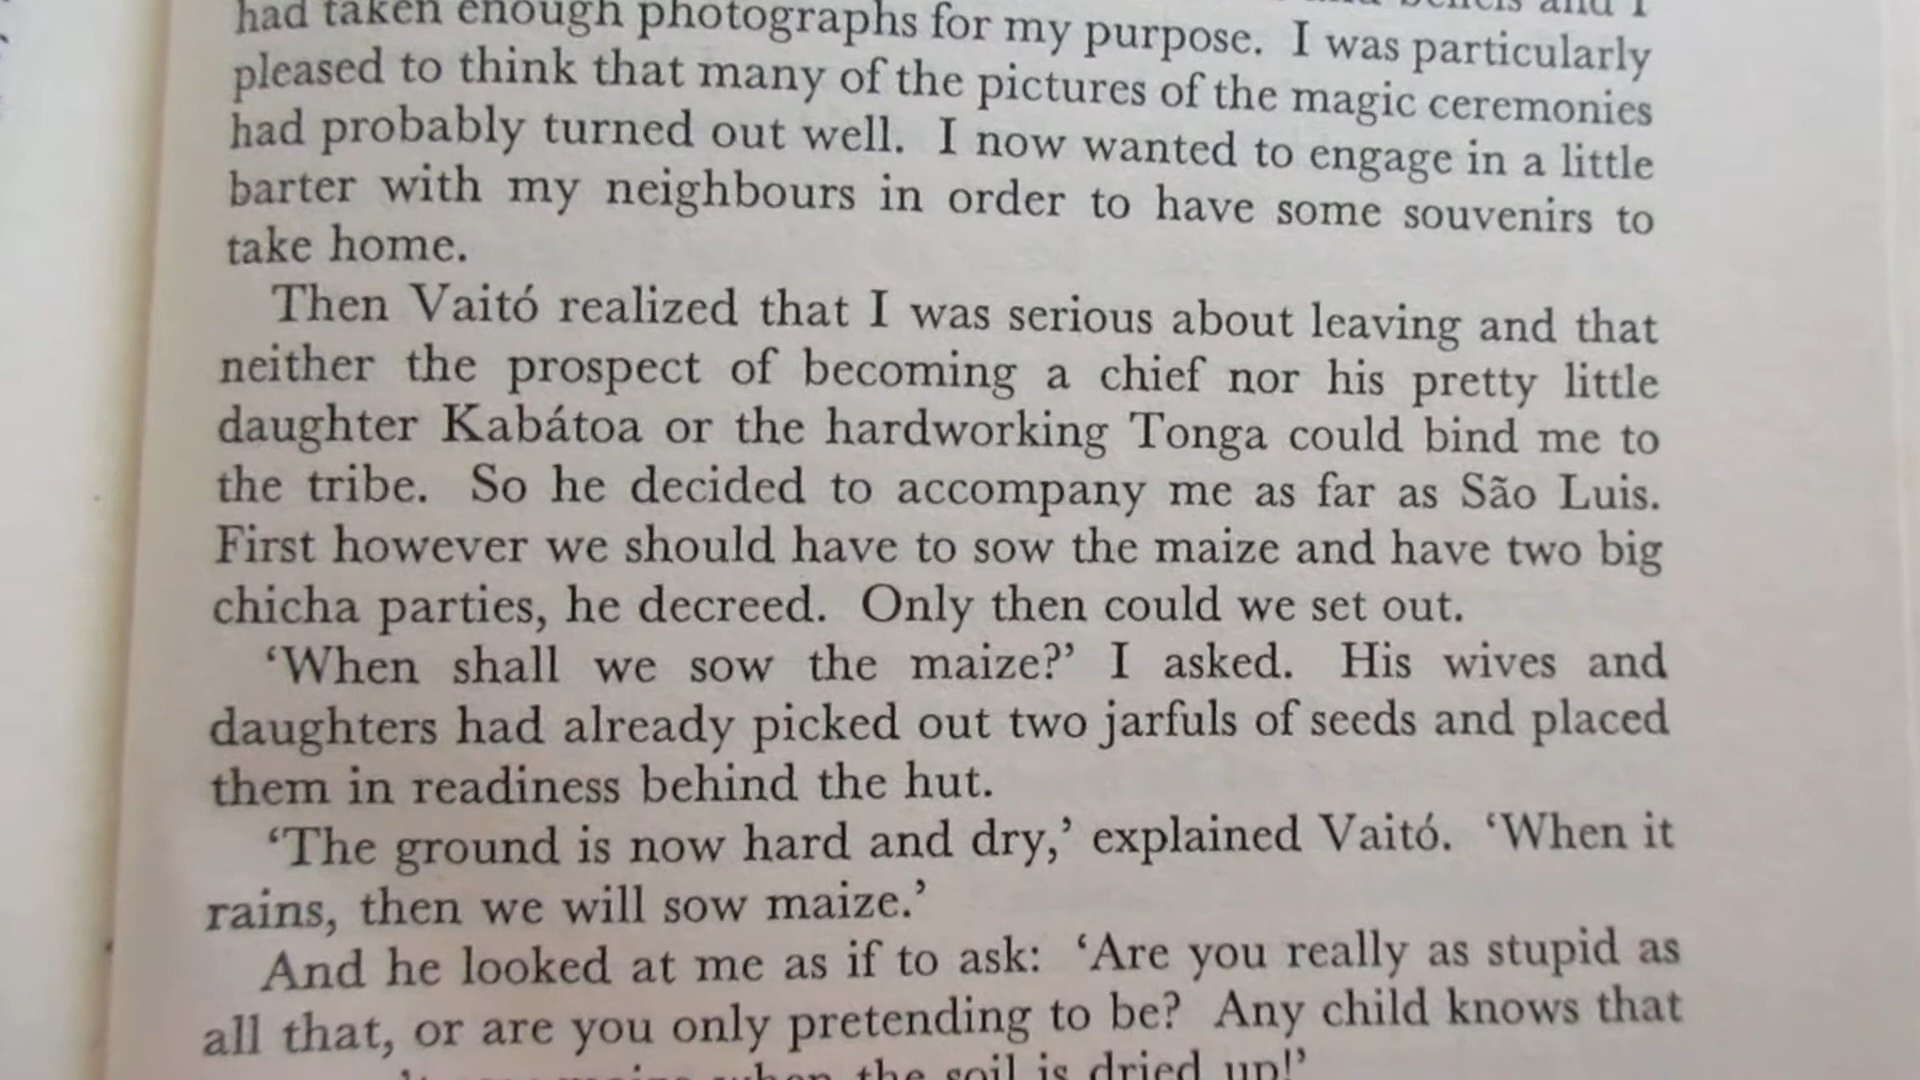 and I
had taken enough photographs for my purpose. I was particularly
pleased to think that many of the pictures of the magic ceremonies
had probably turned out well. I now wanted to engage in a little
barter with my neighbours in order to have some souvenirs to
take home.
Then Vaitó realized that I was serious about leaving and that
neither the prospect of becoming a chief nor his pretty little
daughter Kabátoa or the hardworking Tonga could bind me to
the tribe. So he decided to accompany me as far as São Luis.
First however we should have to sow the maize and have two big
chicha parties, he decreed. Only then could we set out.
‘When shall we sow the maize?’ I asked. His wives and
daughters had already picked out two jarfuls of seeds and placed
them in readiness behind the hut.
‘The ground is now hard and dry,’ explained Vaitó. ‘When it
rains, then we will sow maize.’
And he looked at me as if to ask: ‘Are you really as stupid as
all that, or are you only pretending to be? Any child knows that
maize when the soil is dried up!’